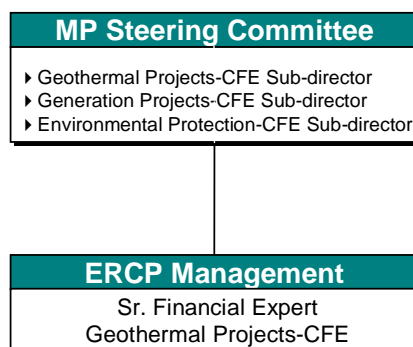 MP Steering Committee
Geothermal Projects-CFE Sub-director
Generation Projects-CFE Sub-director
Environmental Protection-CFE Sub-director
ERCP Management
Sr. Financial Expert
Geothermal Projects-CFE